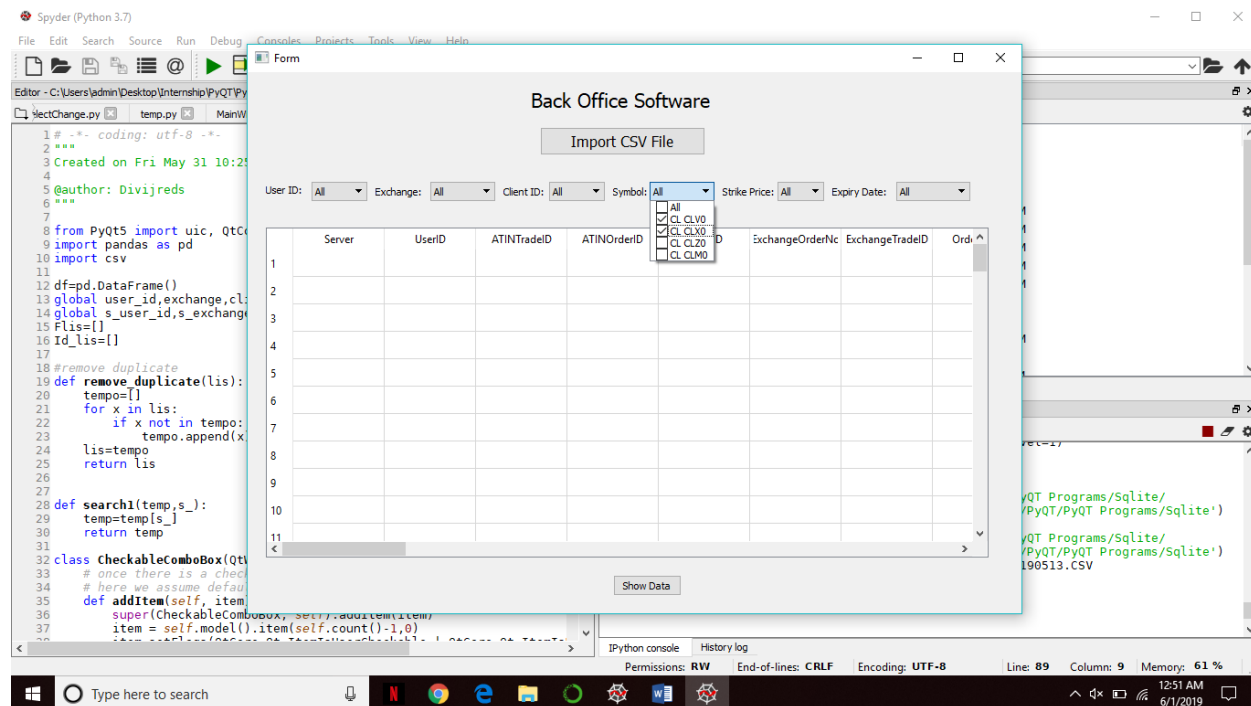 Spyder (Python 3.7)
File Edit Search Source Run Debug Consoles Projects Tools View Help
Editor - C:\Users\admin\Desktop\Internship\PyQT\Py
lectChange.py temp.py MainW
1 # -*- coding: utf-8 -*-
2 """
3 Created on Fri May 31 10:25
4
5 @author: Divijreds
6 """
7
8 from PyQt5 import uic, QtC
9 import pandas as pd
10 import csv
11
12 df=pd.DataFrame()
13 global user_id,exchange,cli
14 global s_user_id,s_exchange
15 Flis=[]
16 Id_lis=[]
17
18 #remove duplicate
19 def remove_duplicate(lis):
20 tempo=[]
21 for x in lis:
22 if x not in tempo:
23 tempo.append(x
24 lis=tempo
25 return lis
26
27
28 def search1(temp,s_):
29 temp=temp[s_]
30 return temp
31
32 class CheckableComboBox(QtW
33 # once there is a chec
34 # here we assume defau
35 def addItem(self, item)
36 super(CheckableComboBox, self).addItem(item)
37 item = self.model().item(self.count()-1,0)
Form
Back Office Software
Import CSV File
User ID: All Exchange: All Client ID: All Symbol: All Strike Price: All Expiry Date: All
All
CL CLV0
CL CLX0
CL CLZ0
CL CLM0
Server UserID ATINTradeID ATINOrderID D ExchangeOrderNo ExchangeTradeID Ord
1
2
3
4
5
6
7
8
9
10
11
Show Data
yQT Programs/Sqlite/
/PyQT/PyQT Programs/Sqlite')
yQT Programs/Sqlite/
/PyQT/PyQT Programs/Sqlite')
190513.CSV
IPython console History log
Permissions: RW End-of-lines: CRLF Encoding: UTF-8 Line: 89 Column: 9 Memory: 61 %
Type here to search
12:51 AM
6/1/2019